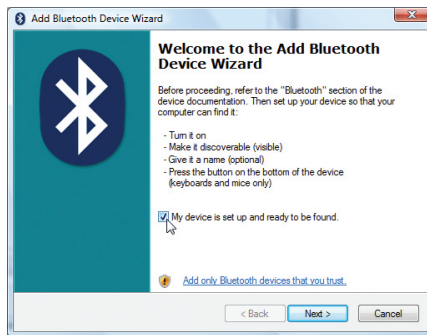 Add Bluetooth Device Wizard
Welcome to the Add Bluetooth
Device Wizard
Before proceeding, refer to the "Bluetooth" section of the
device documentation. Then set up your device so that your
computer can find it:
- Turn it on
- Make it discoverable (visible)
- Give it a name (optional)
- Press the button on the bottom of the device
(keyboards and mice only)
My device is set up and ready to be found.
Add only Bluetooth devices that you trust.
< Back Next > Cancel